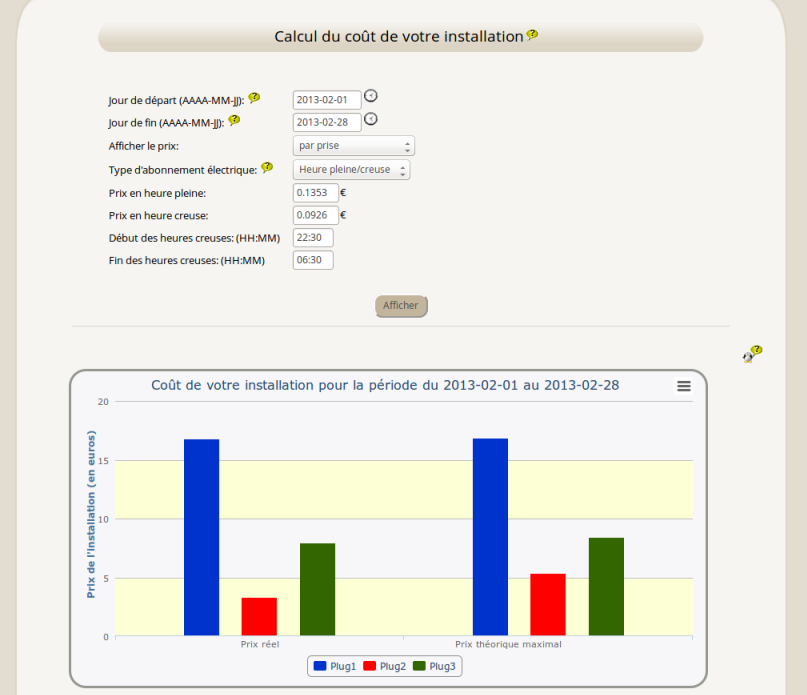 Calcul du coût de votre installation
Jour de départ (AAAA-MM-JJ): 2013-02-01
Jour de fin (AAAA-MM-JJ): 2013-02-28
Afficher le prix: par prise
Type d'abonnement électrique: Heure pleine/creuse
Prix en heure pleine: 0.1353 €
Prix en heure creuse: 0.0926 €
Début des heures creuses: (HH:MM) 22:30
Fin des heures creuses: (HH:MM) 06:30
Afficher
Coût de votre installation pour la période du 2013-02-01 au 2013-02-28
Prix de l'installation (en euros)
20
15
10
5
0
Prix réel Prix théorique maximal
Plug1 Plug2 Plug3